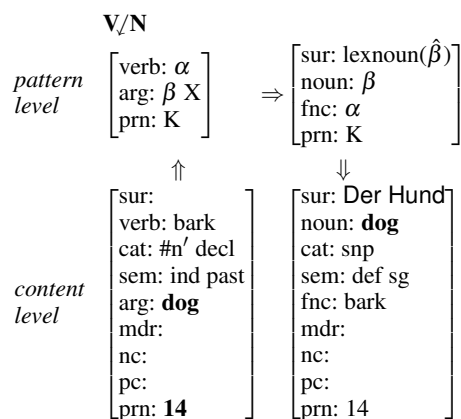 V↙/N
pattern level
[verb: α
arg: β X
prn: K]
⇒
[sur: lexnoun(β̂)
noun: β
fnc: α
prn: K]
⇑ ⇓
content level
[sur:
verb: bark
cat: #n′ decl
sem: ind past
arg: dog
mdr:
nc:
pc:
prn: 14]
[sur: Der Hund
noun: dog
cat: snp
sem: def sg
fnc: bark
mdr:
nc:
pc:
prn: 14]